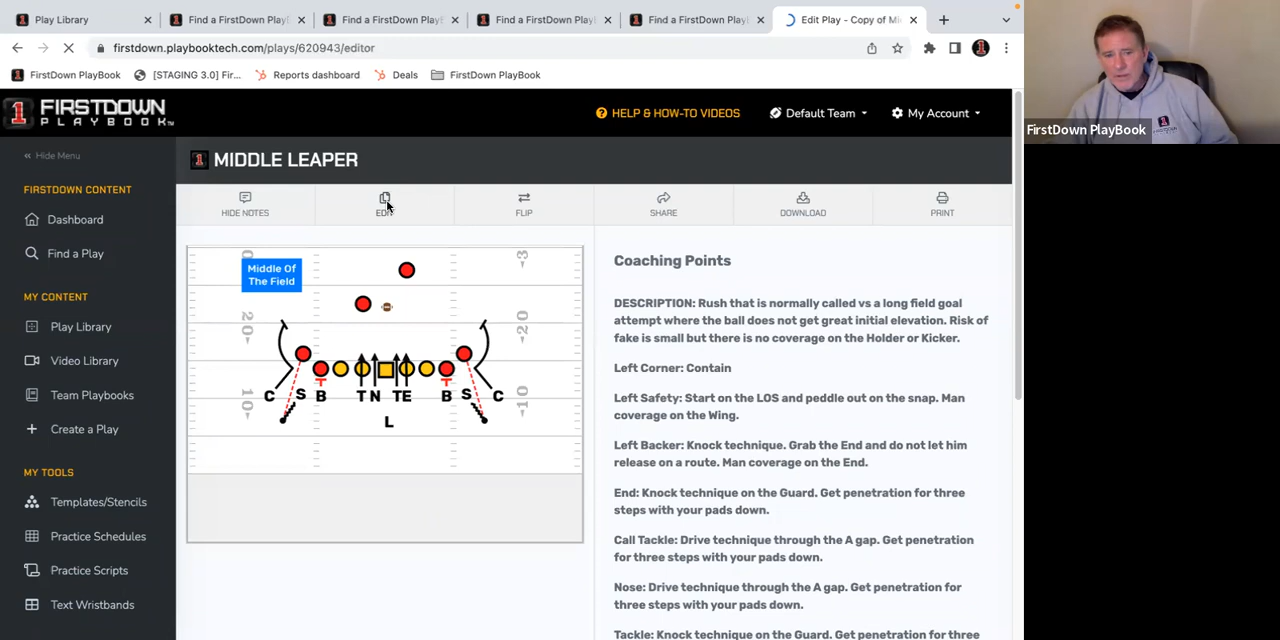 Play Library
Find a FirstDown PlayB
Find a FirstDown PlayB
Find a FirstDown PlayB
Find a FirstDown PlayB
Edit Play - Copy of Mi
firstdown.playbooktech.com/plays/620943/editor
FirstDown PlayBook
[STAGING 3.0] Fir...
Reports dashboard
Deals
FirstDown PlayBook
FirstDown PlayBook
1 FIRSTDOWN
PLAYBOOK™
HELP & HOW-TO VIDEOS
Default Team
My Account
« Hide Menu
FIRSTDOWN CONTENT
Dashboard
Find a Play
MY CONTENT
Play Library
Video Library
Team Playbooks
Create a Play
MY TOOLS
Templates/Stencils
Practice Schedules
Practice Scripts
Text Wristbands
MIDDLE LEAPER
HIDE NOTES
EDIT
FLIP
SHARE
DOWNLOAD
PRINT
Middle Of
The Field
20
20
10
10
C S B T N T E B S C
L
Coaching Points
DESCRIPTION: Rush that is normally called vs a long field goal
attempt where the ball does not get great initial elevation. Risk of
fake is small but there is no coverage on the Holder or Kicker.
Left Corner: Contain
Left Safety: Start on the LOS and peddle out on the snap. Man
coverage on the Wing.
Left Backer: Knock technique. Grab the End and do not let him
release on a route. Man coverage on the End.
End: Knock technique on the Guard. Get penetration for three
steps with your pads down.
Call Tackle: Drive technique through the A gap. Get penetration
for three steps with your pads down.
Nose: Drive technique through the A gap. Get penetration for
three steps with your pads down.
Tackle: Knock technique on the Guard. Get penetration for three